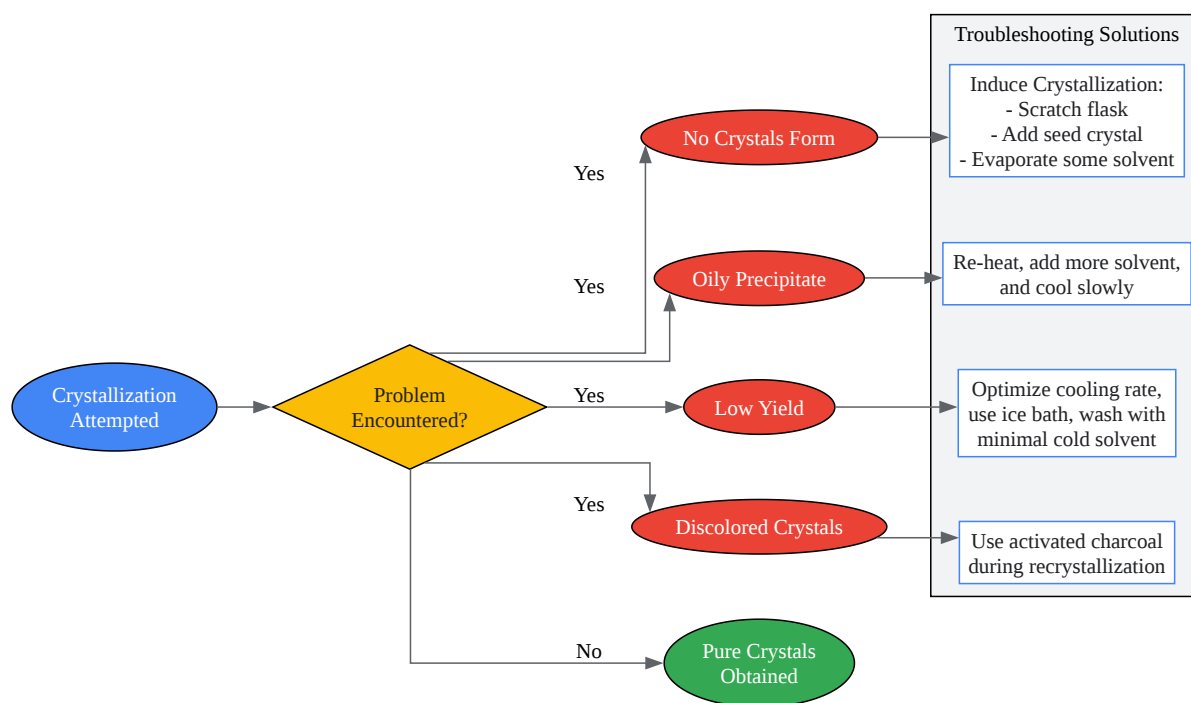 Troubleshooting Solutions
Induce Crystallization:
- Scratch flask
- Add seed crystal
- Evaporate some solvent
No Crystals Form
Yes
Oily Precipitate
Yes
Re-heat, add more solvent,
and cool slowly
Crystallization
Attempted
Problem
Encountered?
Yes
Low Yield
Optimize cooling rate,
use ice bath, wash with
minimal cold solvent
Yes
Discolored Crystals
Use activated charcoal
during recrystallization
No
Pure Crystals
Obtained